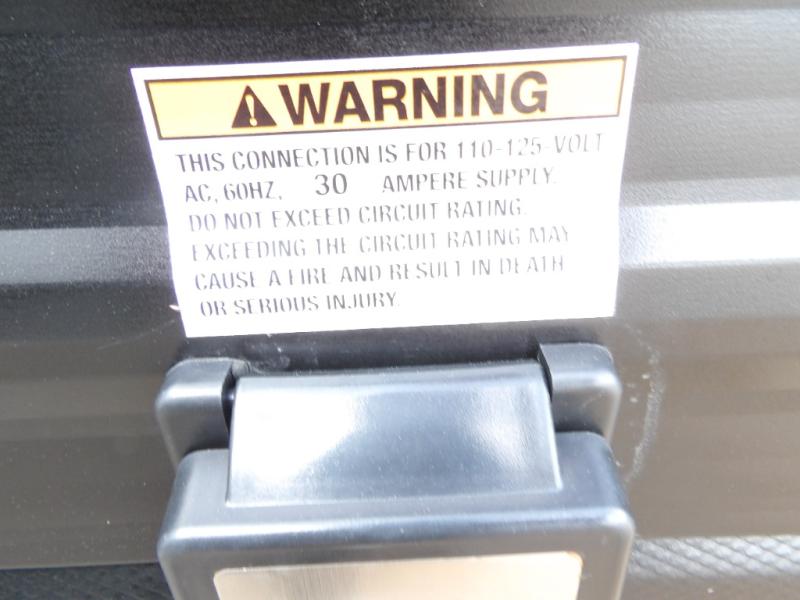 WARNING
THIS CONNECTION IS FOR 110-125-VOLT
AC, 60HZ, 30 AMPERE SUPPLY.
DO NOT EXCEED CIRCUIT RATING.
EXCEEDING THE CIRCUIT RATING MAY
CAUSE A FIRE AND RESULT IN DEATH
OR SERIOUS INJURY.